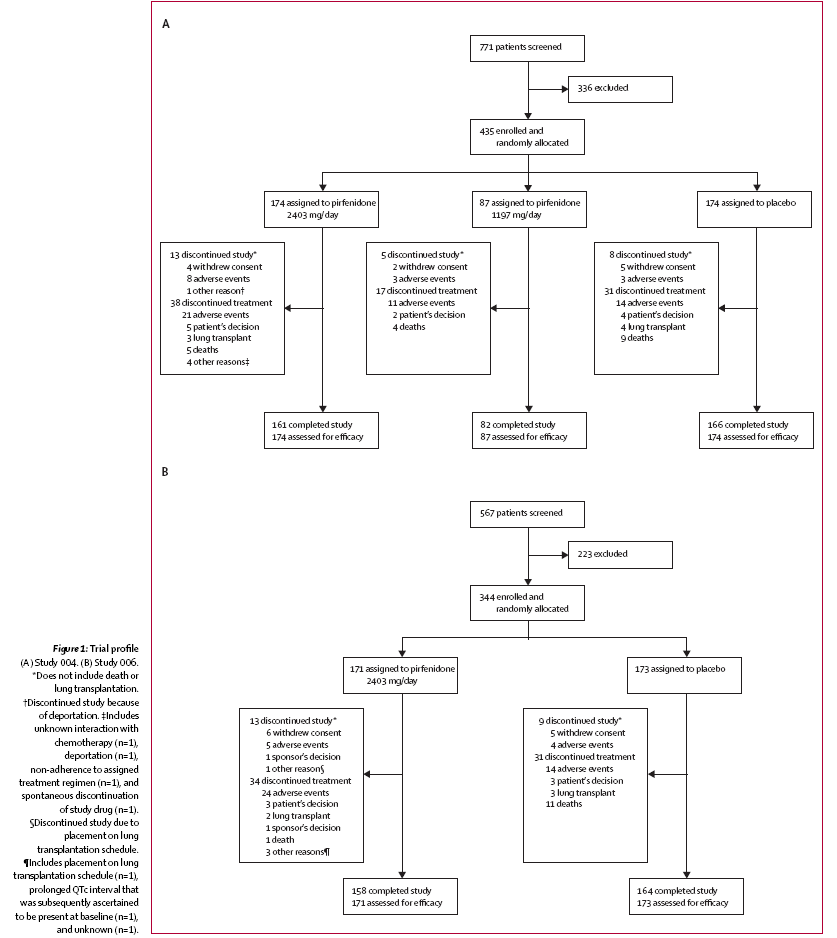 A
771 patients screened
336 excluded
435 enrolled and
randomly allocated
174 assigned to pirfenidone
2403 mg/day
87 assigned to pirfenidone
1197 mg/day
174 assigned to placebo
13 discontinued study*
4 withdrew consent
8 adverse events
1 other reason†
38 discontinued treatment
21 adverse events
5 patient's decision
3 lung transplant
5 deaths
4 other reasons‡
5 discontinued study*
2 withdrew consent
3 adverse events
17 discontinued treatment
11 adverse events
2 patient's decision
4 deaths
8 discontinued study*
5 withdrew consent
3 adverse events
31 discontinued treatment
14 adverse events
4 patient's decision
4 lung transplant
9 deaths
161 completed study
174 assessed for efficacy
82 completed study
87 assessed for efficacy
166 completed study
174 assessed for efficacy
B
567 patients screened
223 excluded
344 enrolled and
randomly allocated
171 assigned to pirfenidone
2403 mg/day
173 assigned to placebo
13 discontinued study*
6 withdrew consent
5 adverse events
1 sponsor's decision
1 other reason§
34 discontinued treatment
24 adverse events
3 patient's decision
2 lung transplant
1 sponsor's decision
1 death
3 other reasons¶
9 discontinued study*
5 withdrew consent
4 adverse events
31 discontinued treatment
14 adverse events
3 patient's decision
3 lung transplant
11 deaths
158 completed study
171 assessed for efficacy
164 completed study
173 assessed for efficacy
Figure 1: Trial profile
(A) Study 004. (B) Study 006.
*Does not include death or
lung transplantation.
†Discontinued study because
of deportation. ‡Includes
unknown interaction with
chemotherapy (n=1),
deportation (n=1),
non-adherence to assigned
treatment regimen (n=1), and
spontaneous discontinuation
of study drug (n=1).
§Discontinued study due to
placement on lung
transplantation schedule.
¶Includes placement on lung
transplantation schedule (n=1),
prolonged QTc interval that
was subsequently ascertained
to be present at baseline (n=1),
and unknown (n=1).